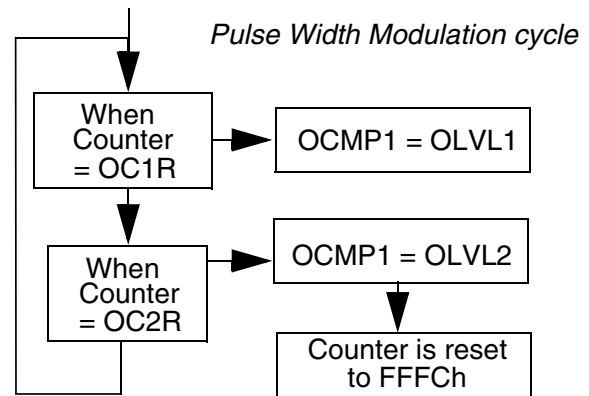 Pulse Width Modulation cycle
When
Counter
= OC1R
OCMP1 = OLVL1
When
Counter
= OC2R
OCMP1 = OLVL2
Counter is reset
to FFFCh